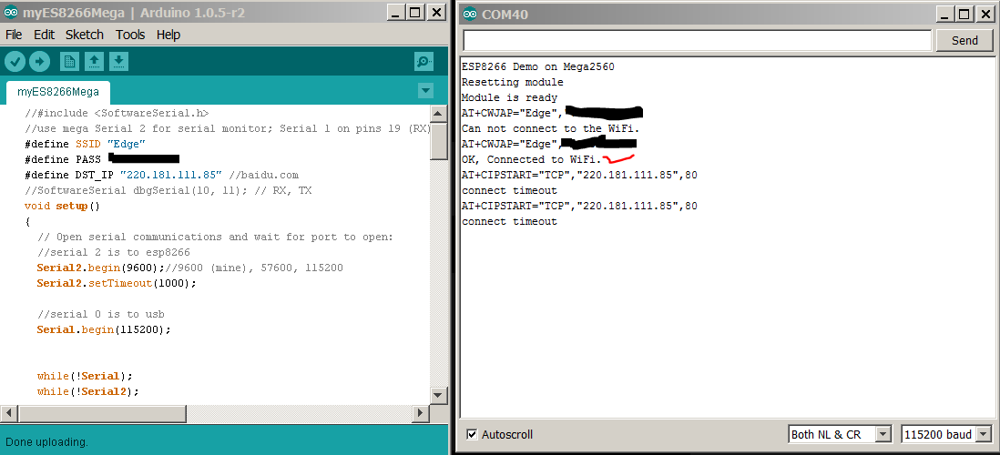 myES8266Mega | Arduino 1.0.5-r2
File Edit Sketch Tools Help
myES8266Mega
//#include <SoftwareSerial.h>
//use mega Serial 2 for serial monitor; Serial 1 on pins 19 (RX)
#define SSID "Edge"
#define PASS
#define DST_IP "220.181.111.85" //baidu.com
//SoftwareSerial dbgSerial(10, 11); // RX, TX
void setup()
{
// Open serial communications and wait for port to open:
//serial 2 is to esp8266
Serial2.begin(9600);//9600 (mine), 57600, 115200
Serial2.setTimeout(1000);
//serial 0 is to usb
Serial.begin(115200);
while(!Serial);
while(!Serial2);
Done uploading.
COM40
Send
ESP8266 Demo on Mega2560
Resetting module
Module is ready
AT+CWJAP="Edge",
Can not connect to the WiFi.
AT+CWJAP="Edge",
OK, Connected to WiFi.
AT+CIPSTART="TCP","220.181.111.85",80
connect timeout
AT+CIPSTART="TCP","220.181.111.85",80
connect timeout
Autoscroll
Both NL & CR
115200 baud